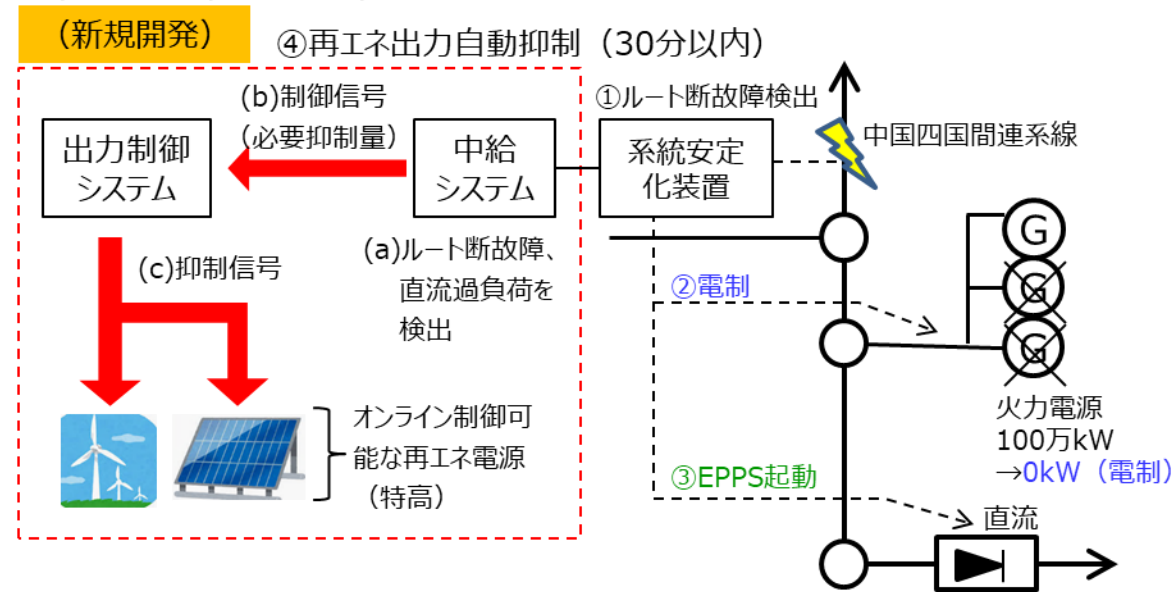 （新規開発）
④再エネ出力自動抑制（30分以内）
(b)制御信号
（必要抑制量）
①ルート断故障検出
中国四国間連系線
出力制御
システム
中給
システム
系統安定
化装置
(a)ルート断故障、
直流過負荷を
検出
(c)抑制信号
②電制
G
G
G
火力電源
100万kW
→0kW（電制）
オンライン制御可
能な再エネ電源
（特高）
③EPPS起動
直流